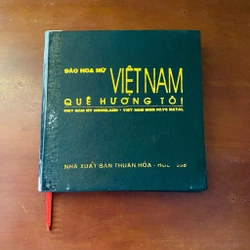 ĐÀO HOA NỮ
VIỆT NAM
QUÊ HƯƠNG TÔI
VIET NAM MY HOMELAND - VIET NAM MON PAYS NATAL
NHÀ XUẤT BẢN THUẬN HÓA -